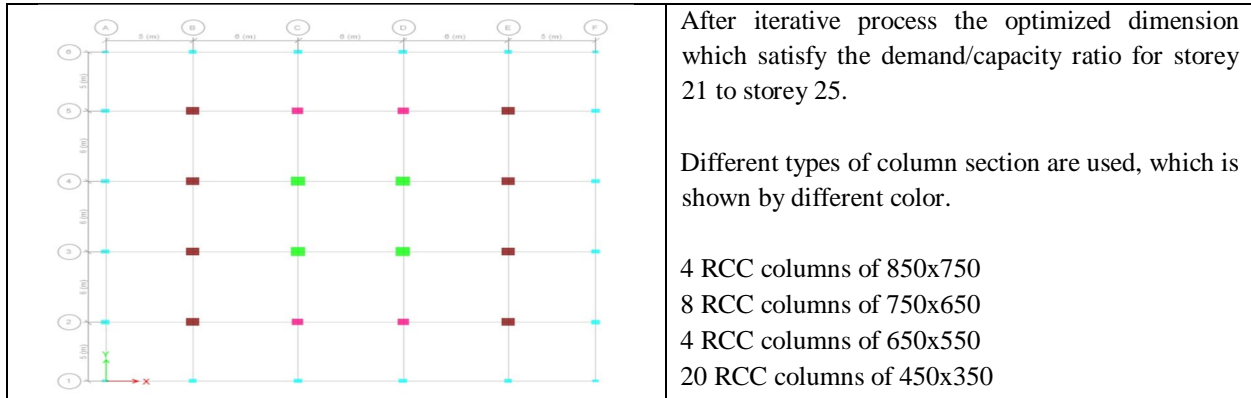 A B C D E F
5 (m) 6 (m) 6 (m) 6 (m) 5 (m)
6
5 (m)
5
6 (m)
4
6 (m)
3
6 (m)
2
5 (m)
Y
1
X
After iterative process the optimized dimension
which satisfy the demand/capacity ratio for storey
21 to storey 25.
Different types of column section are used, which is
shown by different color.
4 RCC columns of 850x750
8 RCC columns of 750x650
4 RCC columns of 650x550
20 RCC columns of 450x350